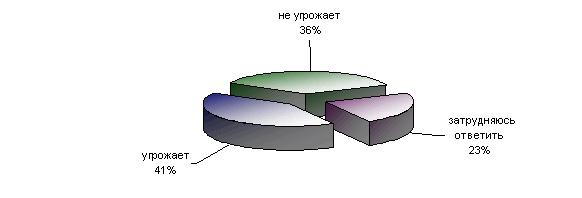 не угрожает
36%
затрудняюсь
ответить
23%
угрожает
41%